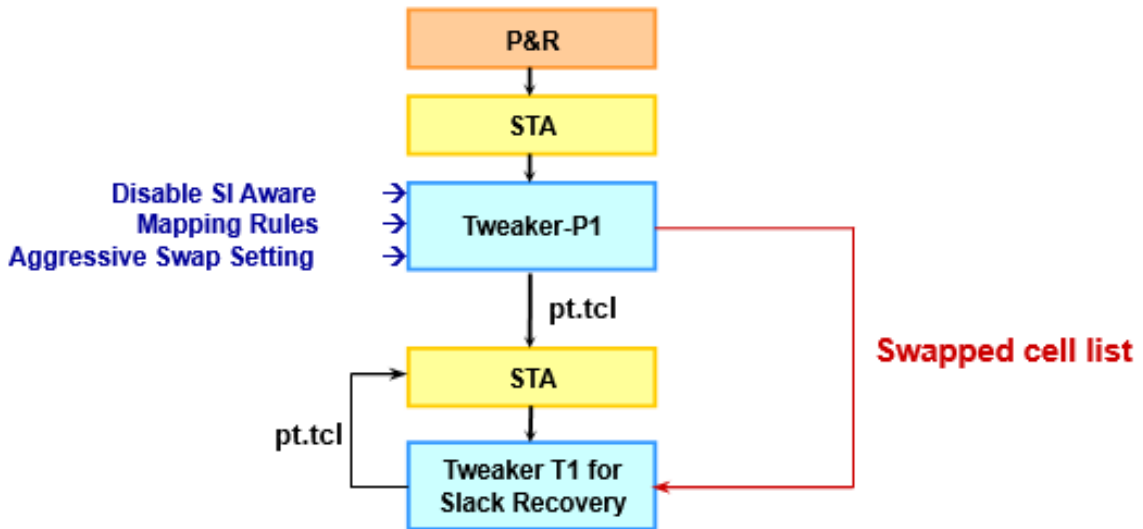 P&R
STA
Disable SI Aware
Mapping Rules
Aggressive Swap Setting
Tweaker-P1
pt.tcl
Swapped cell list
STA
pt.tcl
Tweaker T1 for
Slack Recovery